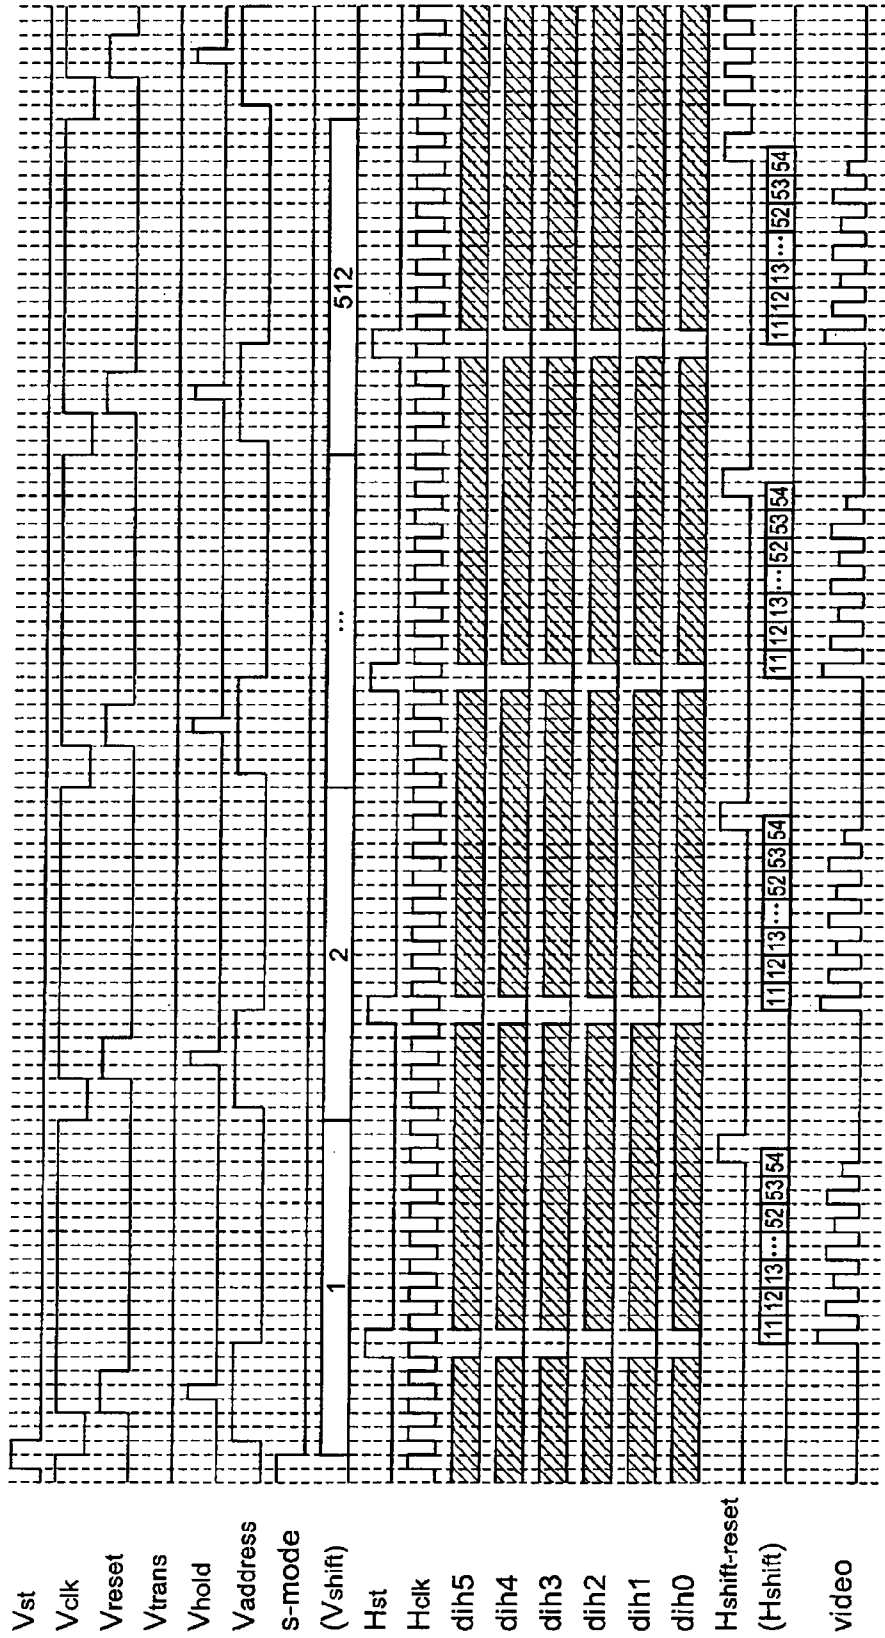 Vst
Vclk
Vreset
Vtrans
Vhold
Vaddress
s-mode
(Vshift) 1 2 ... 512
Hst
Hclk
dih5
dih4
dih3
dih2
dih1
dih0
Hshift-reset
(Hshift) 11 12 13 ... 52 53 54 11 12 13 ... 52 53 54 11 12 13 ... 52 53 54 11 12 13 ... 52 53 54
video